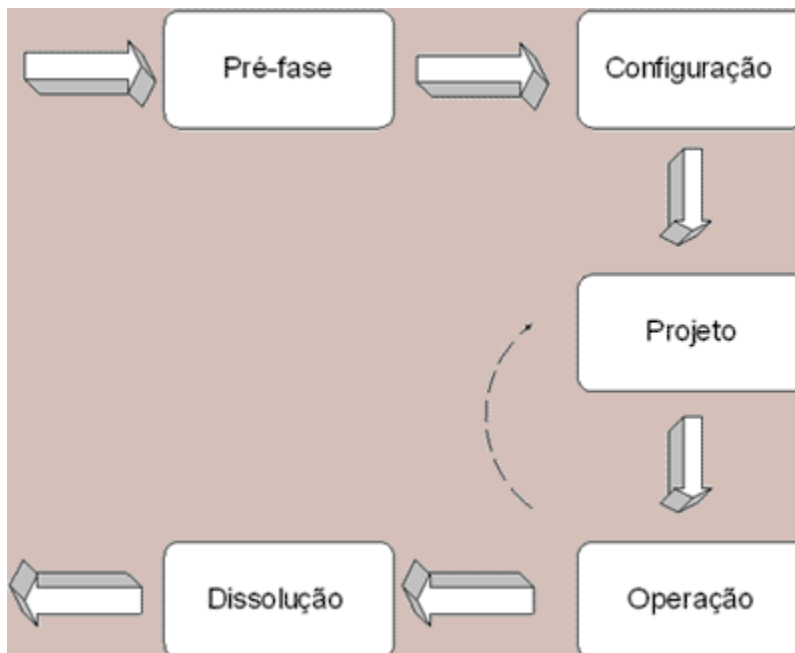 Pré-fase
Configuração
Projeto
Dissolução
Operação